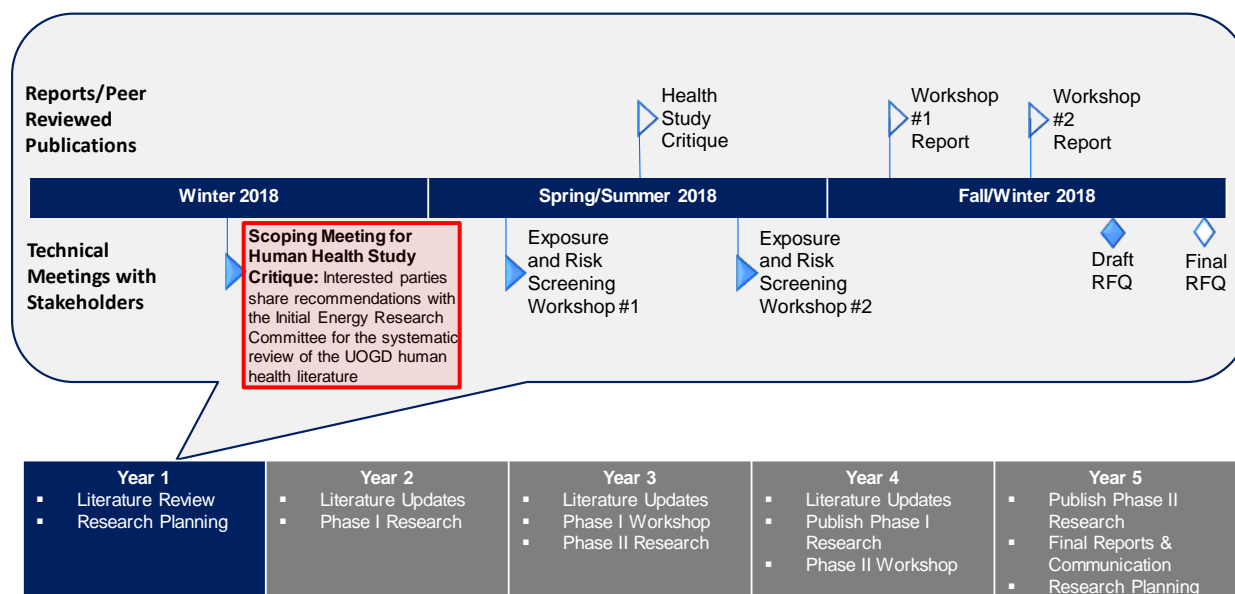 Reports/Peer
Reviewed
Publications
Health
Study
Critique
Workshop
#1
Report
Workshop
#2
Report
Winter 2018
Spring/Summer 2018
Fall/Winter 2018
Technical
Meetings with
Stakeholders
Scoping Meeting for
Human Health Study
Critique: Interested parties
share recommendations with
the Initial Energy Research
Committee for the systematic
review of the UOGD human
health literature
Exposure
and Risk
Screening
Workshop #1
Exposure
and Risk
Screening
Workshop #2
Draft
RFQ
Final
RFQ
Year 1
▪ Literature Review
▪ Research Planning
Year 2
▪ Literature Updates
▪ Phase I Research
Year 3
▪ Literature Updates
▪ Phase I Workshop
▪ Phase II Research
Year 4
▪ Literature Updates
▪ Publish Phase I
Research
▪ Phase II Workshop
Year 5
▪ Publish Phase II
Research
▪ Final Reports &
Communication
▪ Research Planning